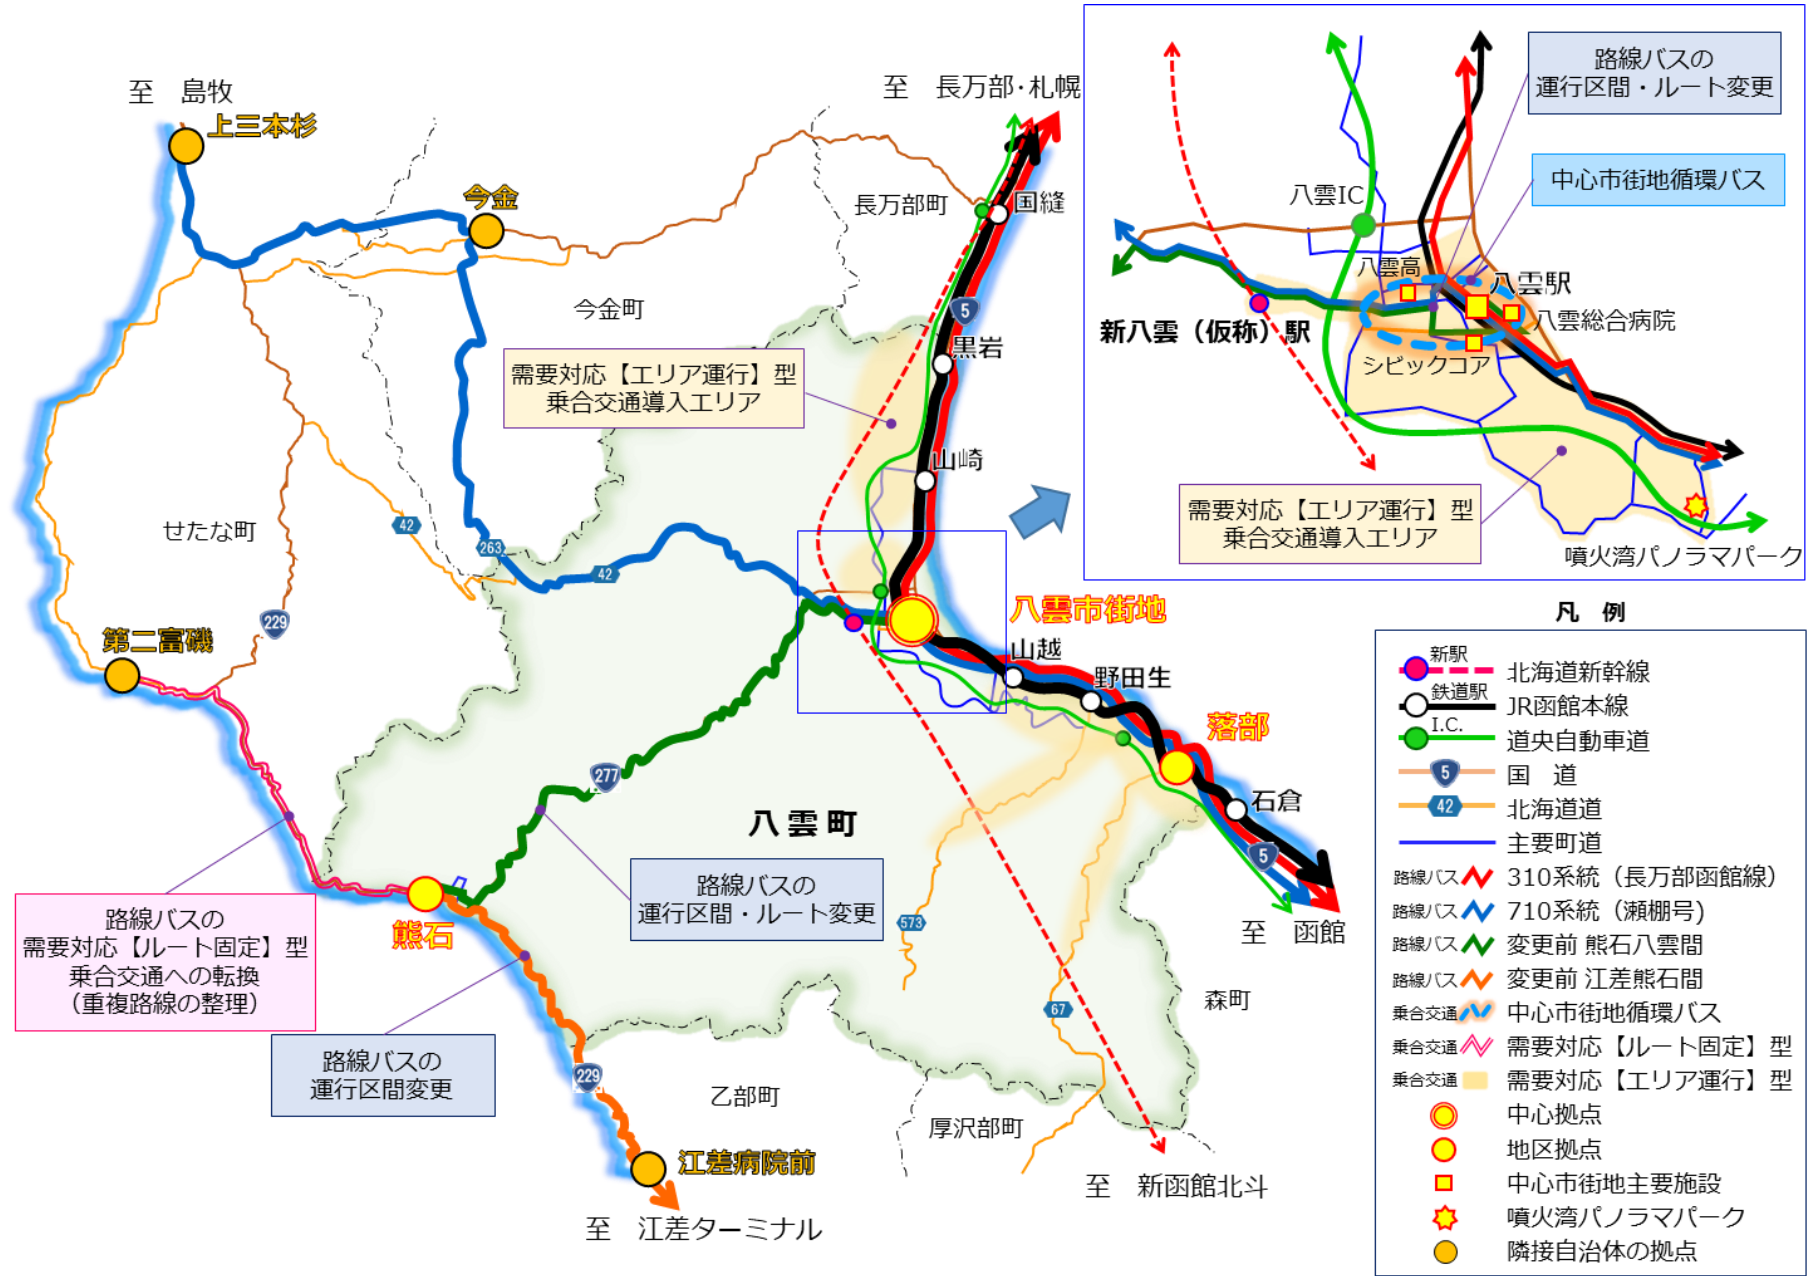 至　島牧
上三本杉
今金
至　長万部・札幌
長万部町
国縫
今金町
5
黒岩
需要対応【エリア運行】型
乗合交通導入エリア
山崎
せたな町
42
263
42
229
第二富磯
八雲市街地
山越
野田生
落部
277
石倉
八雲町
5
路線バスの
運行区間・ルート変更
至　函館
路線バスの
需要対応【ルート固定】型
乗合交通への転換
（重複路線の整理）
熊石
573
67
森町
路線バスの
運行区間変更
229
乙部町
厚沢部町
江差病院前
至　新函館北斗
至　江差ターミナル
路線バスの
運行区間・ルート変更
中心市街地循環バス
八雲IC
八雲高
八雲駅
八雲総合病院
新八雲（仮称）駅
シビックコア
需要対応【エリア運行】型
乗合交通導入エリア
噴火湾パノラマパーク
凡　例
新駅 北海道新幹線
鉄道駅 JR函館本線
I.C. 道央自動車道
5 国　道
42 北海道道
主要町道
路線バス 310系統（長万部函館線）
路線バス 710系統（瀬棚号)
路線バス 変更前 熊石八雲間
路線バス 変更前 江差熊石間
乗合交通 中心市街地循環バス
乗合交通 需要対応【ルート固定】型
乗合交通 需要対応【エリア運行】型
中心拠点
地区拠点
中心市街地主要施設
噴火湾パノラマパーク
隣接自治体の拠点